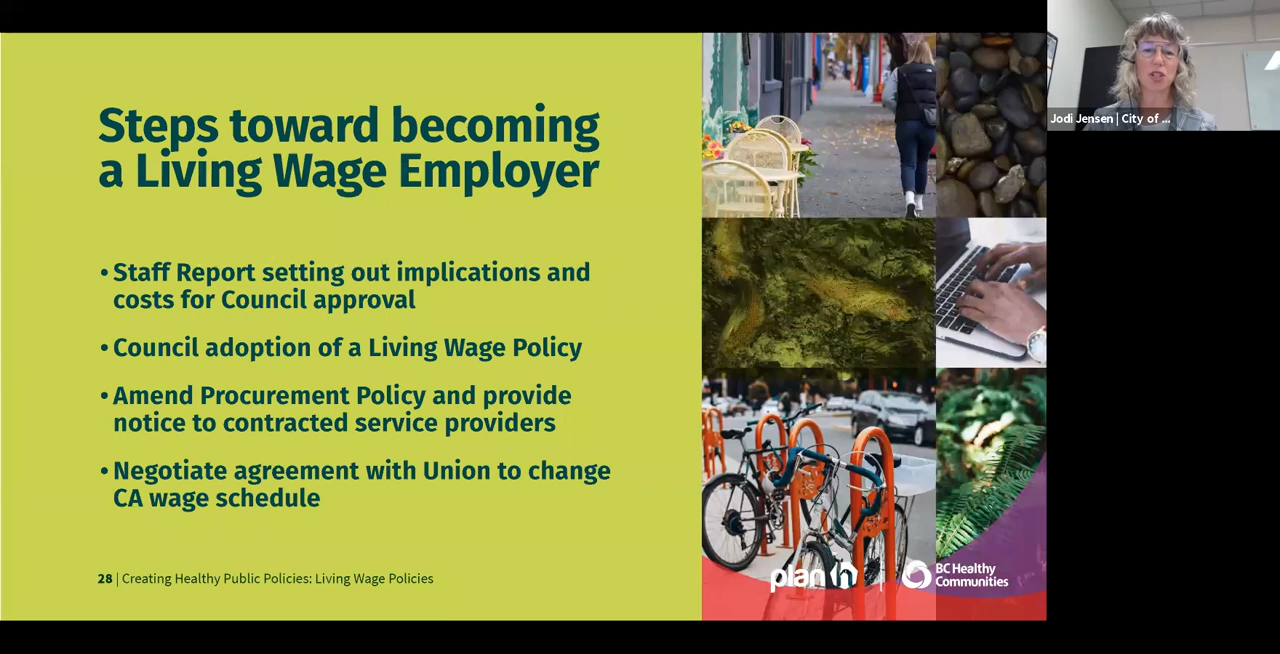 Steps toward becoming
a Living Wage Employer
• Staff Report setting out implications and
costs for Council approval
• Council adoption of a Living Wage Policy
• Amend Procurement Policy and provide
notice to contracted service providers
• Negotiate agreement with Union to change
CA wage schedule
28 | Creating Healthy Public Policies: Living Wage Policies
plan h
BC Healthy
Communities
Jodi Jensen | City of ...